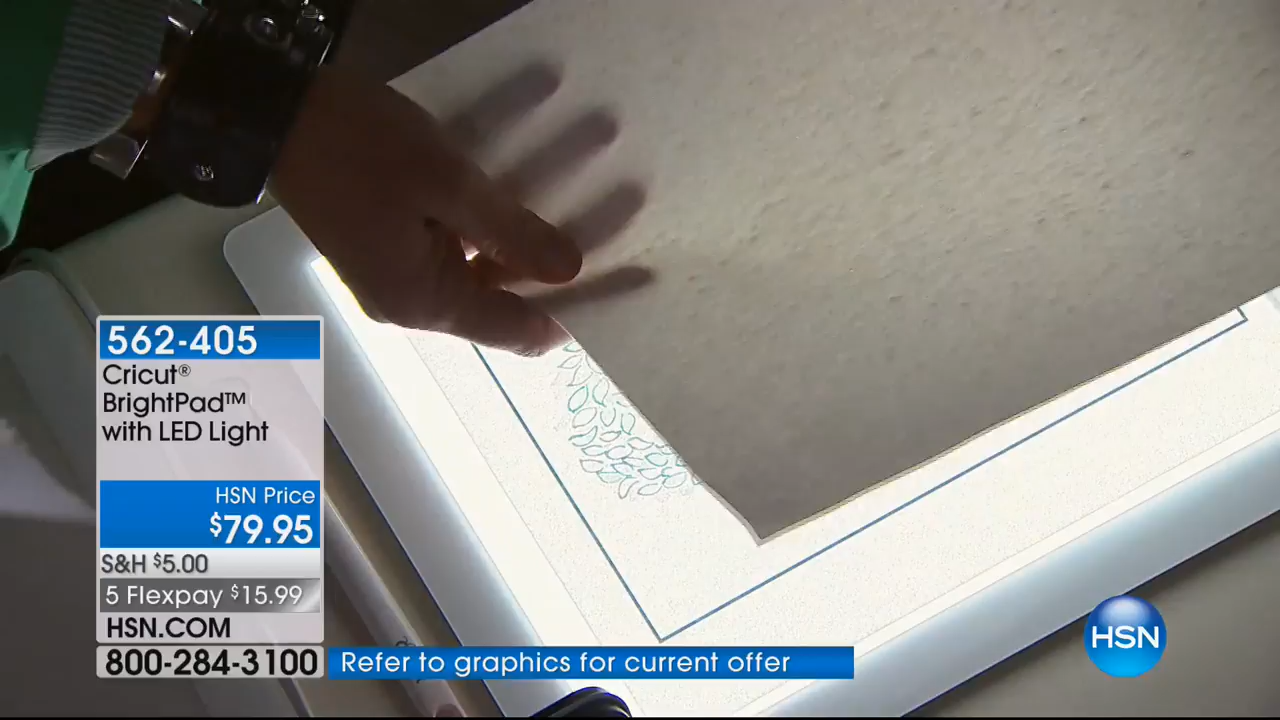 562-405
Cricut®
BrightPad™
with LED Light
HSN Price
$79.95
S&H $5.00
5 Flexpay $15.99
HSN.COM
800-284-3100
Refer to graphics for current offer
HSN